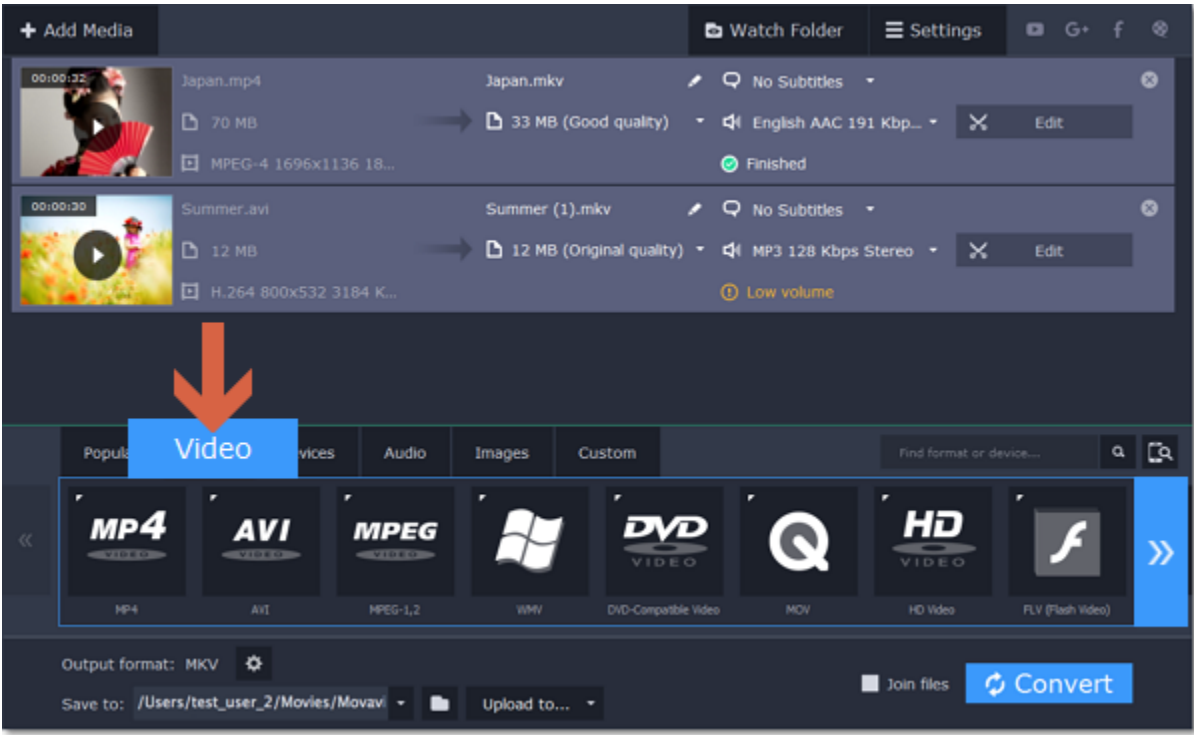 Add Media
Watch Folder
Settings
G+
f
00:00:32
Japan.mp4
Japan.mkv
No Subtitles
70 MB
33 MB (Good quality)
English AAC 191 Kbp...
Edit
MPEG-4 1696x1136 18...
Finished
00:00:30
Summer.avi
Summer (1).mkv
No Subtitles
12 MB
12 MB (Original quality)
MP3 128 Kbps Stereo
Edit
H.264 800x532 3184 K...
Low volume
Popula
Video
vices
Audio
Images
Custom
Find format or device...
MP4
VIDEO
AVI
VIDEO
MPEG
VIDEO
DVD
VIDEO
HD
VIDEO
MP4
AVI
MPEG-1,2
WMV
DVD-Compatible Video
MOV
HD Video
FLV (Flash Video)
Output format: MKV
Save to: /Users/test_user_2/Movies/Movavi
Upload to...
Join files
Convert